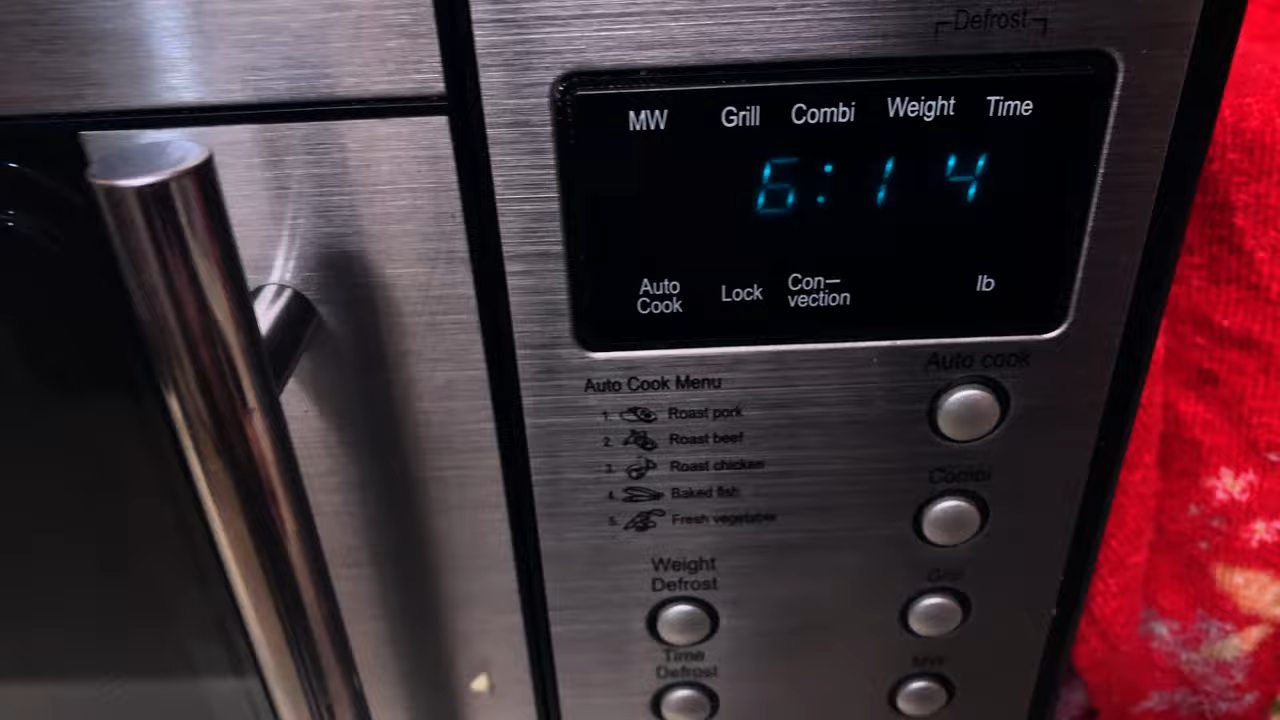 Defrost
MW Grill Combi Weight Time
6:14
Auto Cook Lock Con–vection lb
Auto cook
Auto Cook Menu
1. Roast pork
2. Roast beef
3. Roast chicken
4. Baked fish
5. Fresh vegetable
Combi
Weight
Defrost
Grill
Time
Defrost
MW